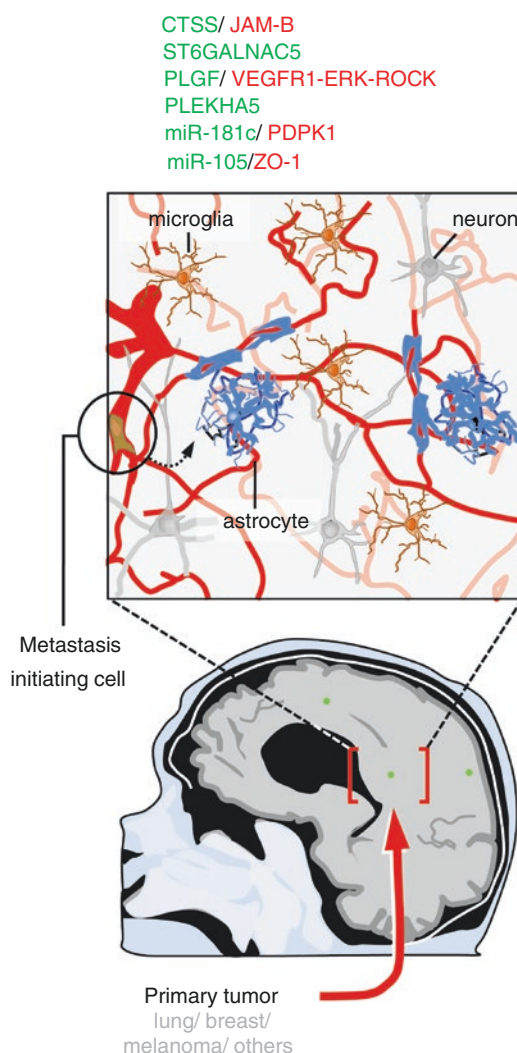 CTSS/ JAM-B
ST6GALNAC5
PLGF/ VEGFR1-ERK-ROCK
PLEKHA5
miR-181c/ PDPK1
miR-105/ZO-1
microglia
neuron
astrocyte
Metastasis
initiating cell
Primary tumor
lung/ breast/
melanoma/ others